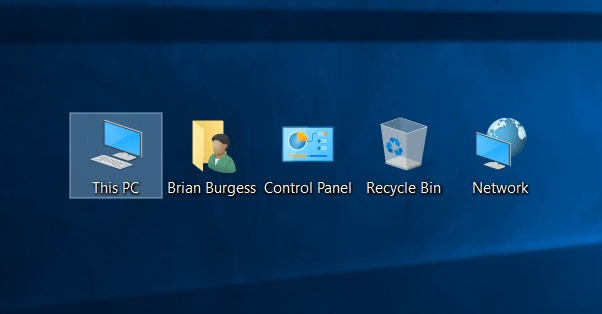 This PC
Brian Burgess
Control Panel
Recycle Bin
Network